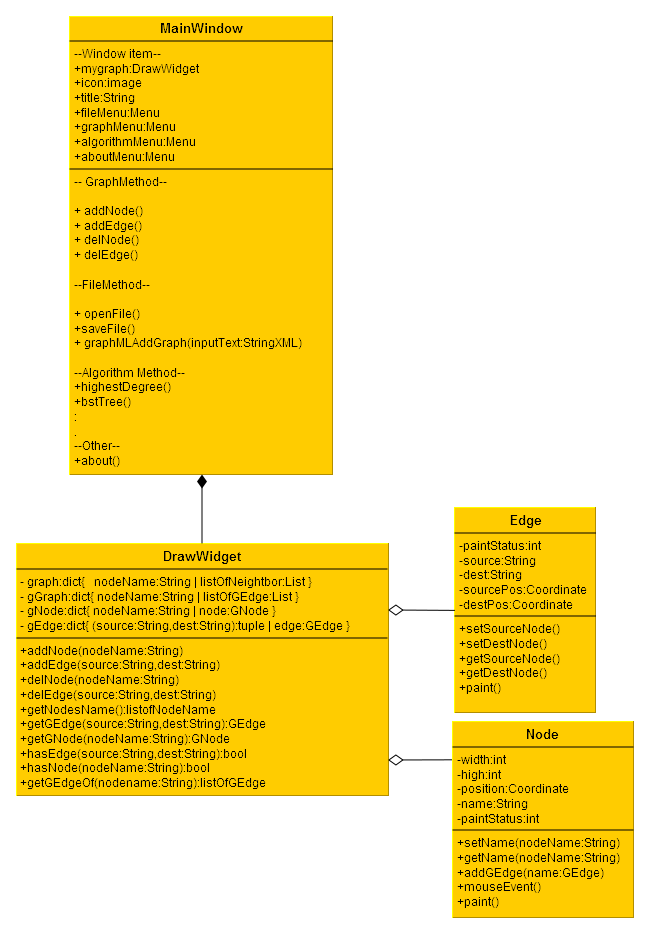 MainWindow
--Window item--
+mygraph:DrawWidget
+icon:image
+title:String
+fileMenu:Menu
+graphMenu:Menu
+algorithmMenu:Menu
+aboutMenu:Menu
-- GraphMethod--
+ addNode()
+ addEdge()
+ delNode()
+ delEdge()
--FileMethod--
+ openFile()
+saveFile()
+ graphMLAddGraph(inputText:StringXML)
--Algorithm Method--
+highestDegree()
+bstTree()
:
.
--Other--
+about()
DrawWidget
- graph:dict{ nodeName:String | listOfNeightbor:List }
- gGraph:dict{ nodeName:String | listOfGEdge:List }
- gNode:dict{ nodeName:String | node:GNode }
- gEdge:dict{ (source:String,dest:String):tuple | edge:GEdge }
+addNode(nodeName:String)
+addEdge(source:String,dest:String)
+delNode(nodeName:String)
+delEdge(source:String,dest:String)
+getNodesName():listofNodeName
+getGEdge(source:String,dest:String):GEdge
+getGNode(nodeName:String):GNode
+hasEdge(source:String,dest:String):bool
+hasNode(nodeName:String):bool
+getGEdgeOf(nodename:String):listOfGEdge
Edge
-paintStatus:int
-source:String
-dest:String
-sourcePos:Coordinate
-destPos:Coordinate
+setSourceNode()
+setDestNode()
+getSourceNode()
+getDestNode()
+paint()
Node
-width:int
-high:int
-position:Coordinate
-name:String
-paintStatus:int
+setName(nodeName:String)
+getName(nodeName:String)
+addGEdge(name:GEdge)
+mouseEvent()
+paint()